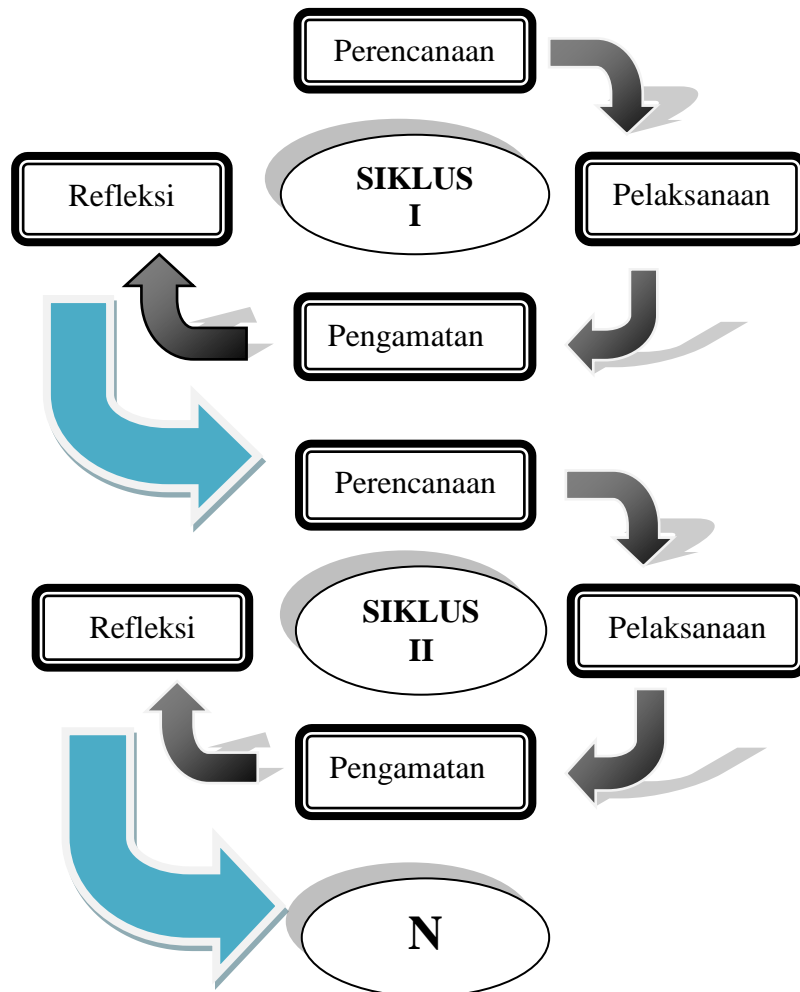 Perencanaan
Refleksi
SIKLUS
I
Pelaksanaan
Pengamatan
Perencanaan
Refleksi
SIKLUS
II
Pelaksanaan
Pengamatan
N